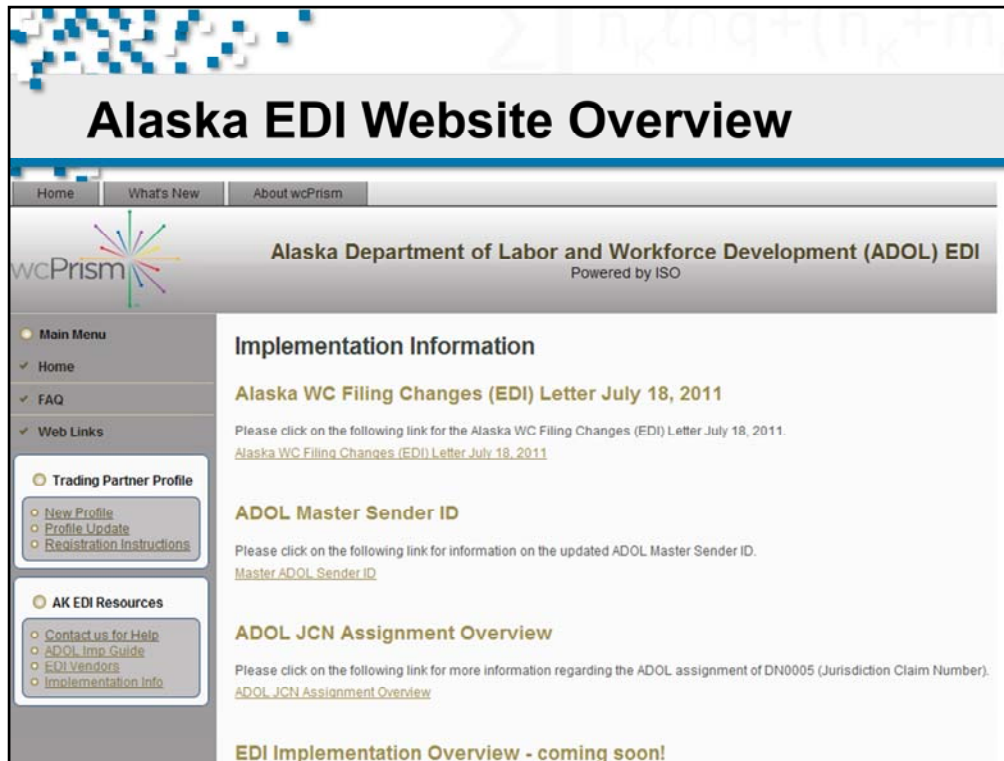 Alaska EDI Website Overview
Home What's New About wcPrism
wcPrism
Alaska Department of Labor and Workforce Development (ADOL) EDI
Powered by ISO
Main Menu
Home
FAQ
Web Links
Trading Partner Profile
New Profile
Profile Update
Registration Instructions
AK EDI Resources
Contact us for Help
ADOL Imp Guide
EDI Vendors
Implementation Info
Implementation Information
Alaska WC Filing Changes (EDI) Letter July 18, 2011
Please click on the following link for the Alaska WC Filing Changes (EDI) Letter July 18, 2011.
Alaska WC Filing Changes (EDI) Letter July 18, 2011
ADOL Master Sender ID
Please click on the following link for information on the updated ADOL Master Sender ID.
Master ADOL Sender ID
ADOL JCN Assignment Overview
Please click on the following link for more information regarding the ADOL assignment of DN0005 (Jurisdiction Claim Number).
ADOL JCN Assignment Overview
EDI Implementation Overview - coming soon!